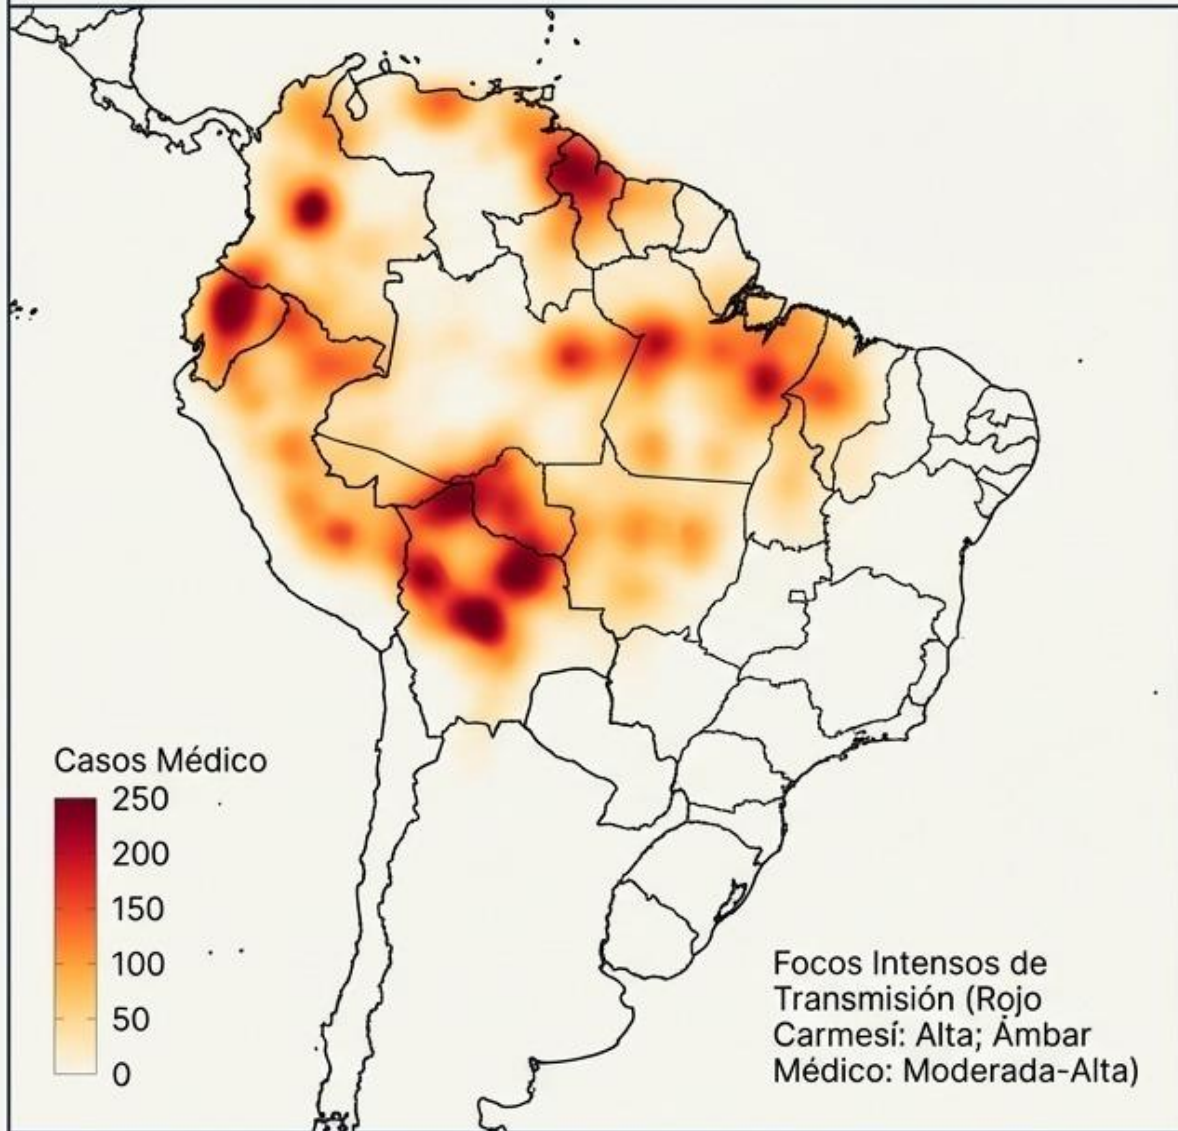 Casos Médico
250
200
150
100
50
0
Focos Intensos de
Transmisión (Rojo
Carmesí: Alta; Ámbar
Médico: Moderada-Alta)